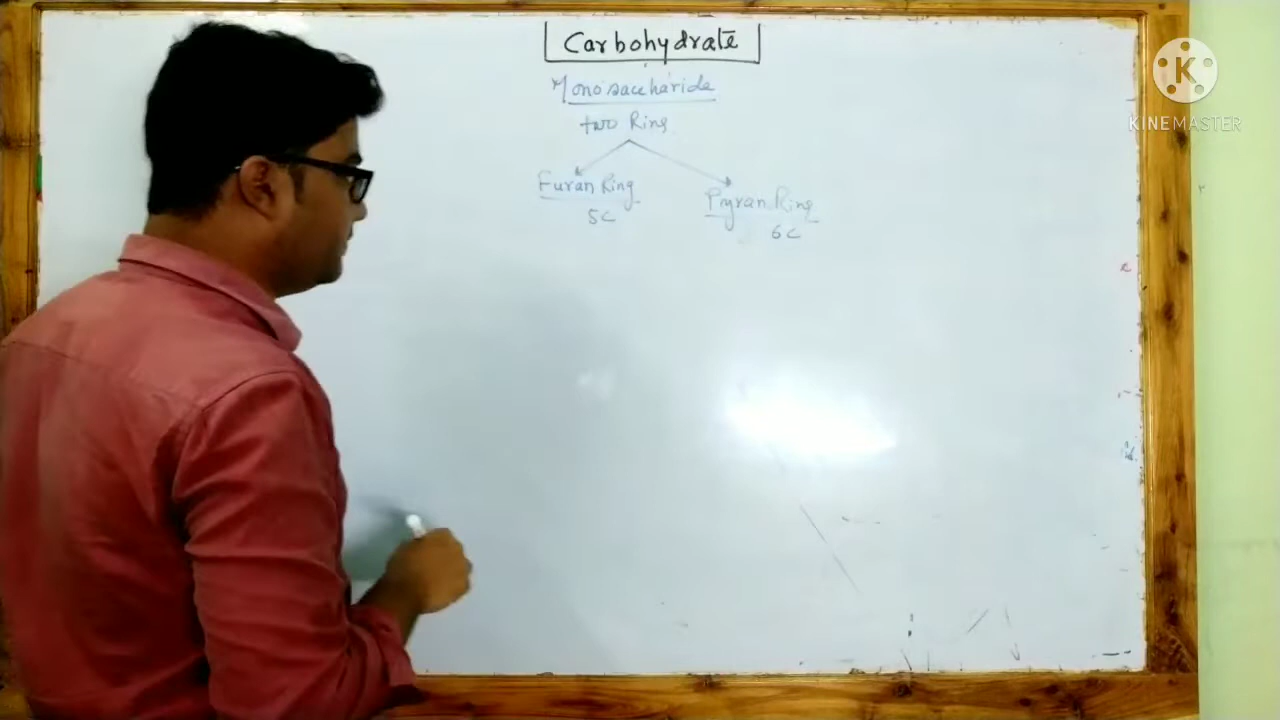 Carbohydrate
Monosaccharide
two Ring
Furan Ring
5C
Pyran Ring
6C
K
KINEMASTER